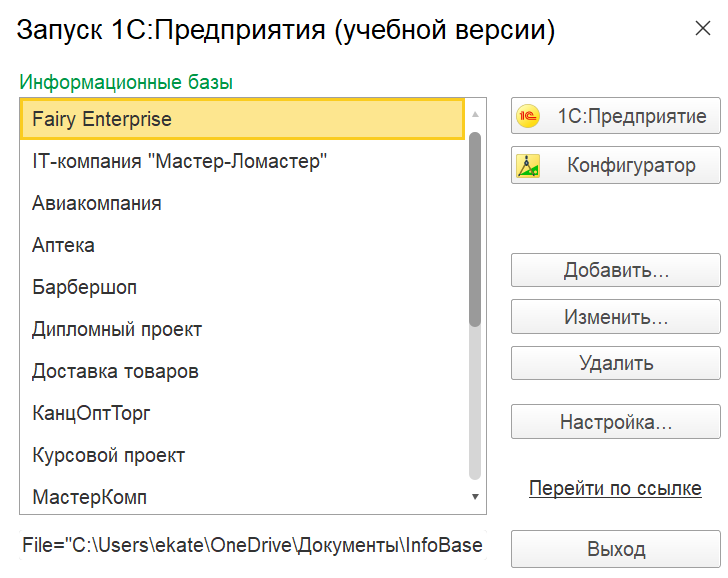 Запуск 1С:Предприятия (учебной версии)
Информационные базы
Fairy Enterprise
IT-компания "Мастер-Ломастер"
Авиакомпания
Аптека
Барбершоп
Дипломный проект
Доставка товаров
КанцОптТорг
Курсовой проект
МастерКомп
File="C:\Users\ekate\OneDrive\Документы\InfoBase
1С:Предприятие
Конфигуратор
Добавить...
Изменить...
Удалить
Настройка...
Перейти по ссылке
Выход